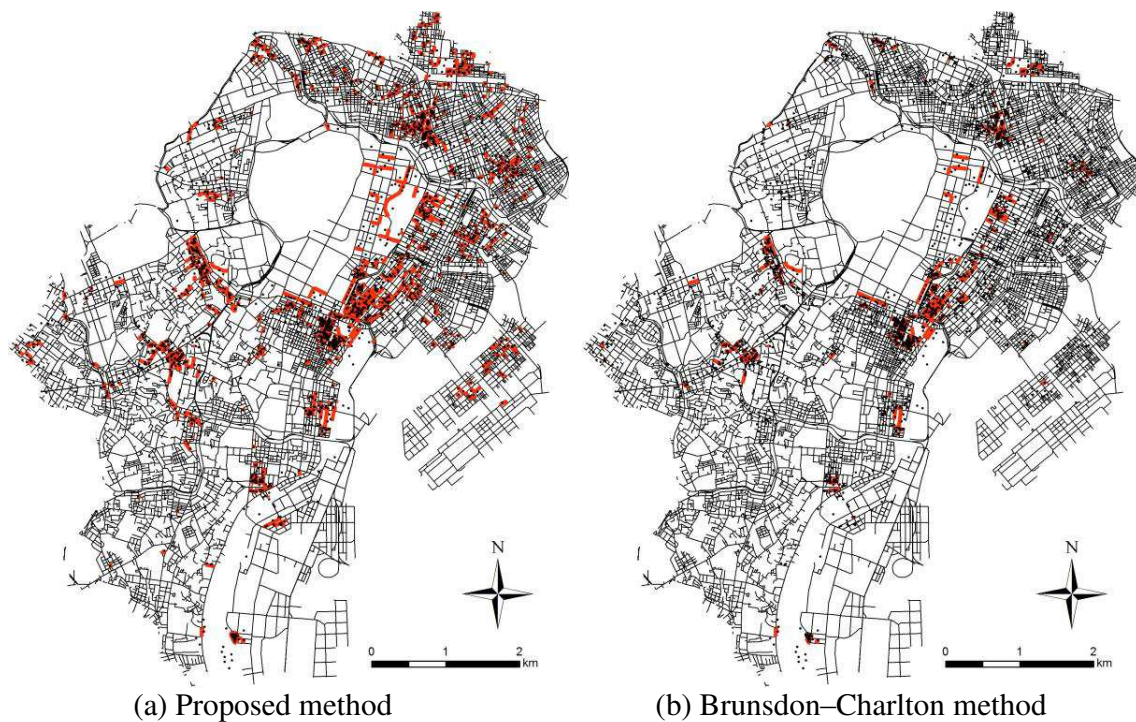 N
0 1 2
km
N
0 1 2
km
(a) Proposed method
(b) Brunsdon–Charlton method